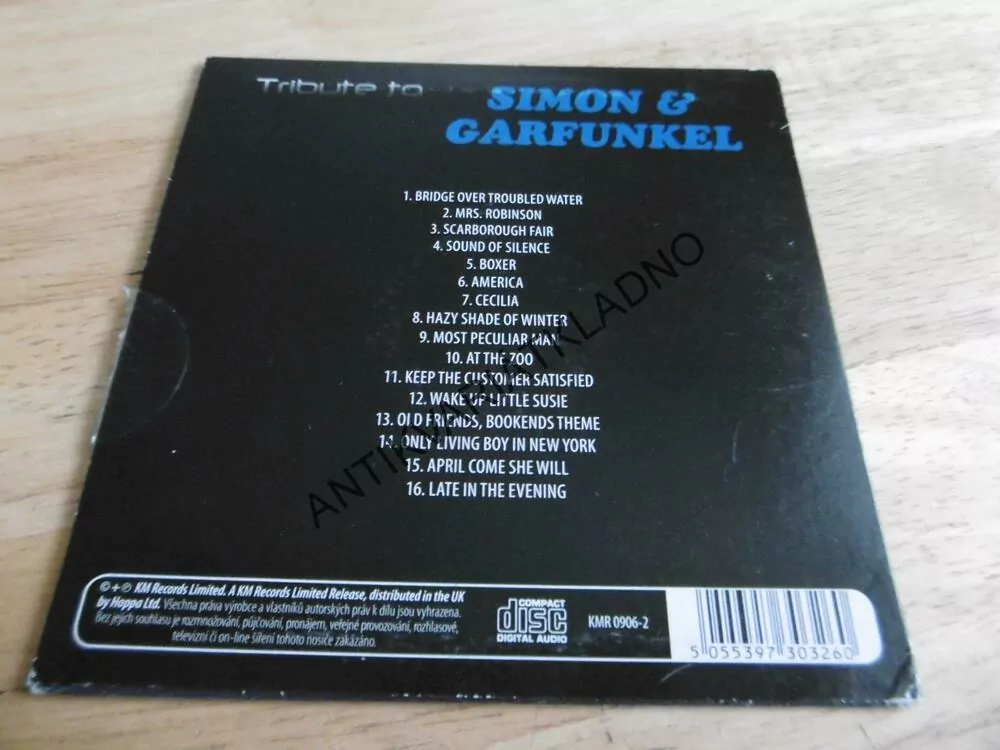 Tribute to
SIMON &
GARFUNKEL
1. BRIDGE OVER TROUBLED WATER
2. MRS. ROBINSON
3. SCARBOROUGH FAIR
4. SOUND OF SILENCE
5. BOXER
6. AMERICA
7. CECILIA
8. HAZY SHADE OF WINTER
9. MOST PECULIAR MAN
10. AT THE ZOO
11. KEEP THE CUSTOMER SATISFIED
12. WAKE UP LITTLE SUSIE
13. OLD FRIENDS, BOOKENDS THEME
14. ONLY LIVING BOY IN NEW YORK
15. APRIL COME SHE WILL
16. LATE IN THE EVENING
ANTIKVARIATKLADNO
© + ℗ KM Records Limited. A KM Records Limited Release, distributed in the UK
by Hoppa Ltd. Všechna práva výrobce a vlastníků autorských práv k dílu jsou vyhrazena.
Bez jejich souhlasu je rozmnožování, půjčování, pronájem, veřejné provozování, rozhlasové,
televizní či on-line šíření tohoto nosiče zakázáno.
COMPACT
disc
DIGITAL AUDIO
KMR 0906-2
5 055397 303260